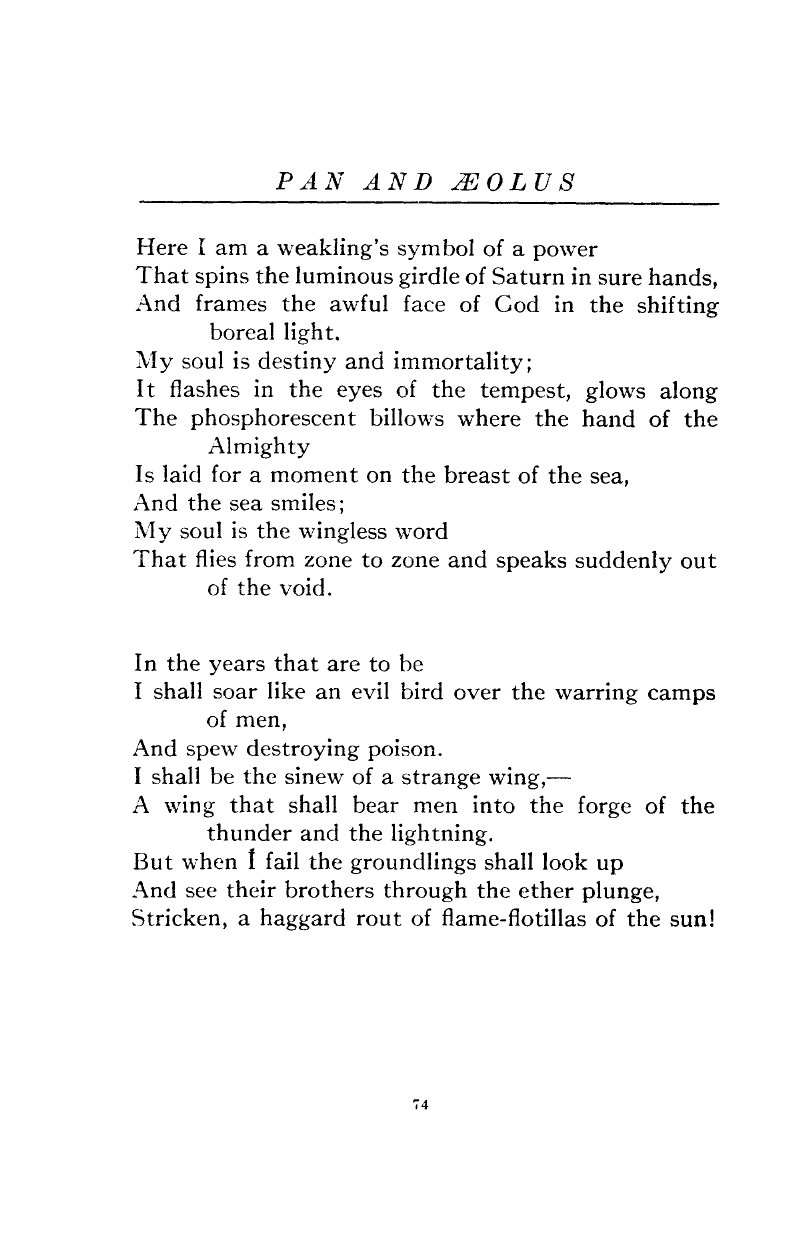 PAN AND ÆOLUS
Here I am a weakling's symbol of a power
That spins the luminous girdle of Saturn in sure hands,
And frames the awful face of God in the shifting
boreal light.
My soul is destiny and immortality;
It flashes in the eyes of the tempest, glows along
The phosphorescent billows where the hand of the
Almighty
Is laid for a moment on the breast of the sea,
And the sea smiles;
My soul is the wingless word
That flies from zone to zone and speaks suddenly out
of the void.
In the years that are to be
I shall soar like an evil bird over the warring camps
of men,
And spew destroying poison.
I shall be the sinew of a strange wing,—
A wing that shall bear men into the forge of the
thunder and the lightning.
But when I fail the groundlings shall look up
And see their brothers through the ether plunge,
Stricken, a haggard rout of flame-flotillas of the sun!
74